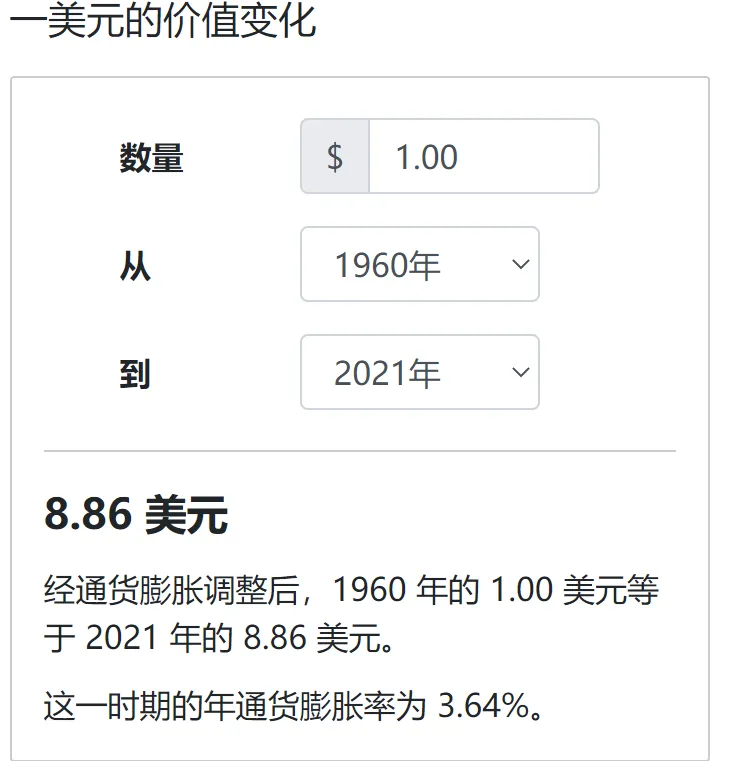 一美元的价值变化
数量 $ 1.00
从 1960年
到 2021年
8.86 美元
经通货膨胀调整后，1960 年的 1.00 美元等
于 2021 年的 8.86 美元。
这一时期的年通货膨胀率为 3.64%。